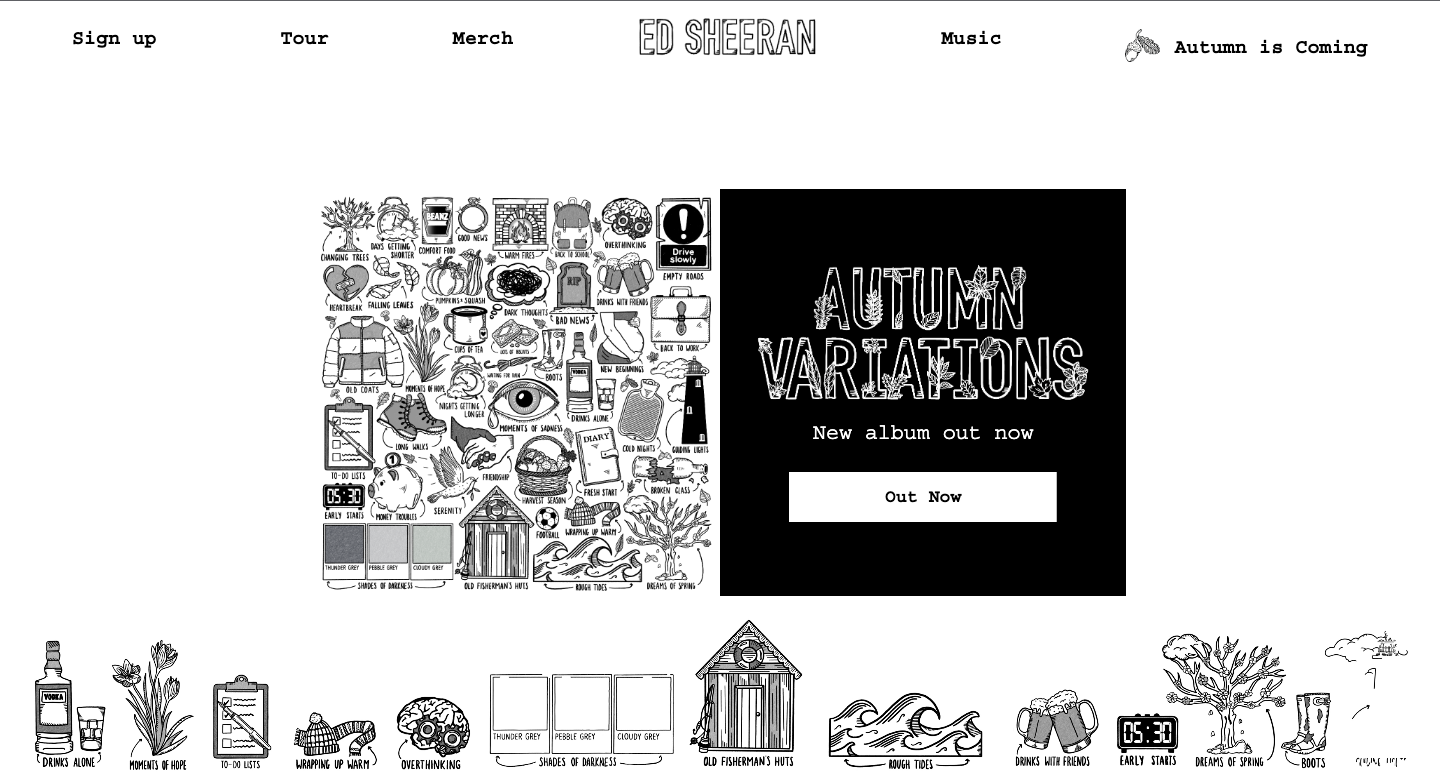 Sign up
Tour
Merch
ED SHEERAN
Music
Autumn is Coming
BEANZ
CHANGING TREES
DAYS GETTING
SHORTER
COMFORT FOOD
GOOD NEWS
WARM FIRES
BACK TO SCHOOL
OVERTHINKING
Drive
slowly
EMPTY ROADS
HEARTBREAK
FALLING LEAVES
PUMPKINS & SQUASH
DARK THOUGHTS
RIP
BAD NEWS
DRINKS WITH FRIENDS
BACK TO WORK
OLD COATS
MOMENTS OF HOPE
CUPS OF TEA
WAITING FOR RAIN
BOOTS
VODKA
NEW BEGINNINGS
NIGHTS GETTING
LONGER
MOMENTS OF SADNESS
DRINKS ALONE
COLD NIGHTS
GUIDING LIGHTS
TO-DO LISTS
LONG WALKS
1
FRIENDSHIP
DIARY
HARVEST SEASON
FRESH START
BROKEN GLASS
05:30
EARLY STARTS
MONEY TROUBLES
SERENITY
FOOTBALL
WRAPPING UP WARM
THUNDER GREY
PEBBLE GREY
CLOUDY GREY
SHADES OF DARKNESS
OLD FISHERMAN'S HUTS
ROUGH TIDES
DREAMS OF SPRING
AUTUMN
VARIATIONS
New album out now
Out Now
VODKA
DRINKS ALONE
MOMENTS OF HOPE
TO-DO LISTS
WRAPPING UP WARM
OVERTHINKING
THUNDER GREY
PEBBLE GREY
CLOUDY GREY
SHADES OF DARKNESS
OLD FISHERMAN'S HUTS
ROUGH TIDES
DRINKS WITH FRIENDS
05:30
EARLY STARTS
DREAMS OF SPRING
BOOTS